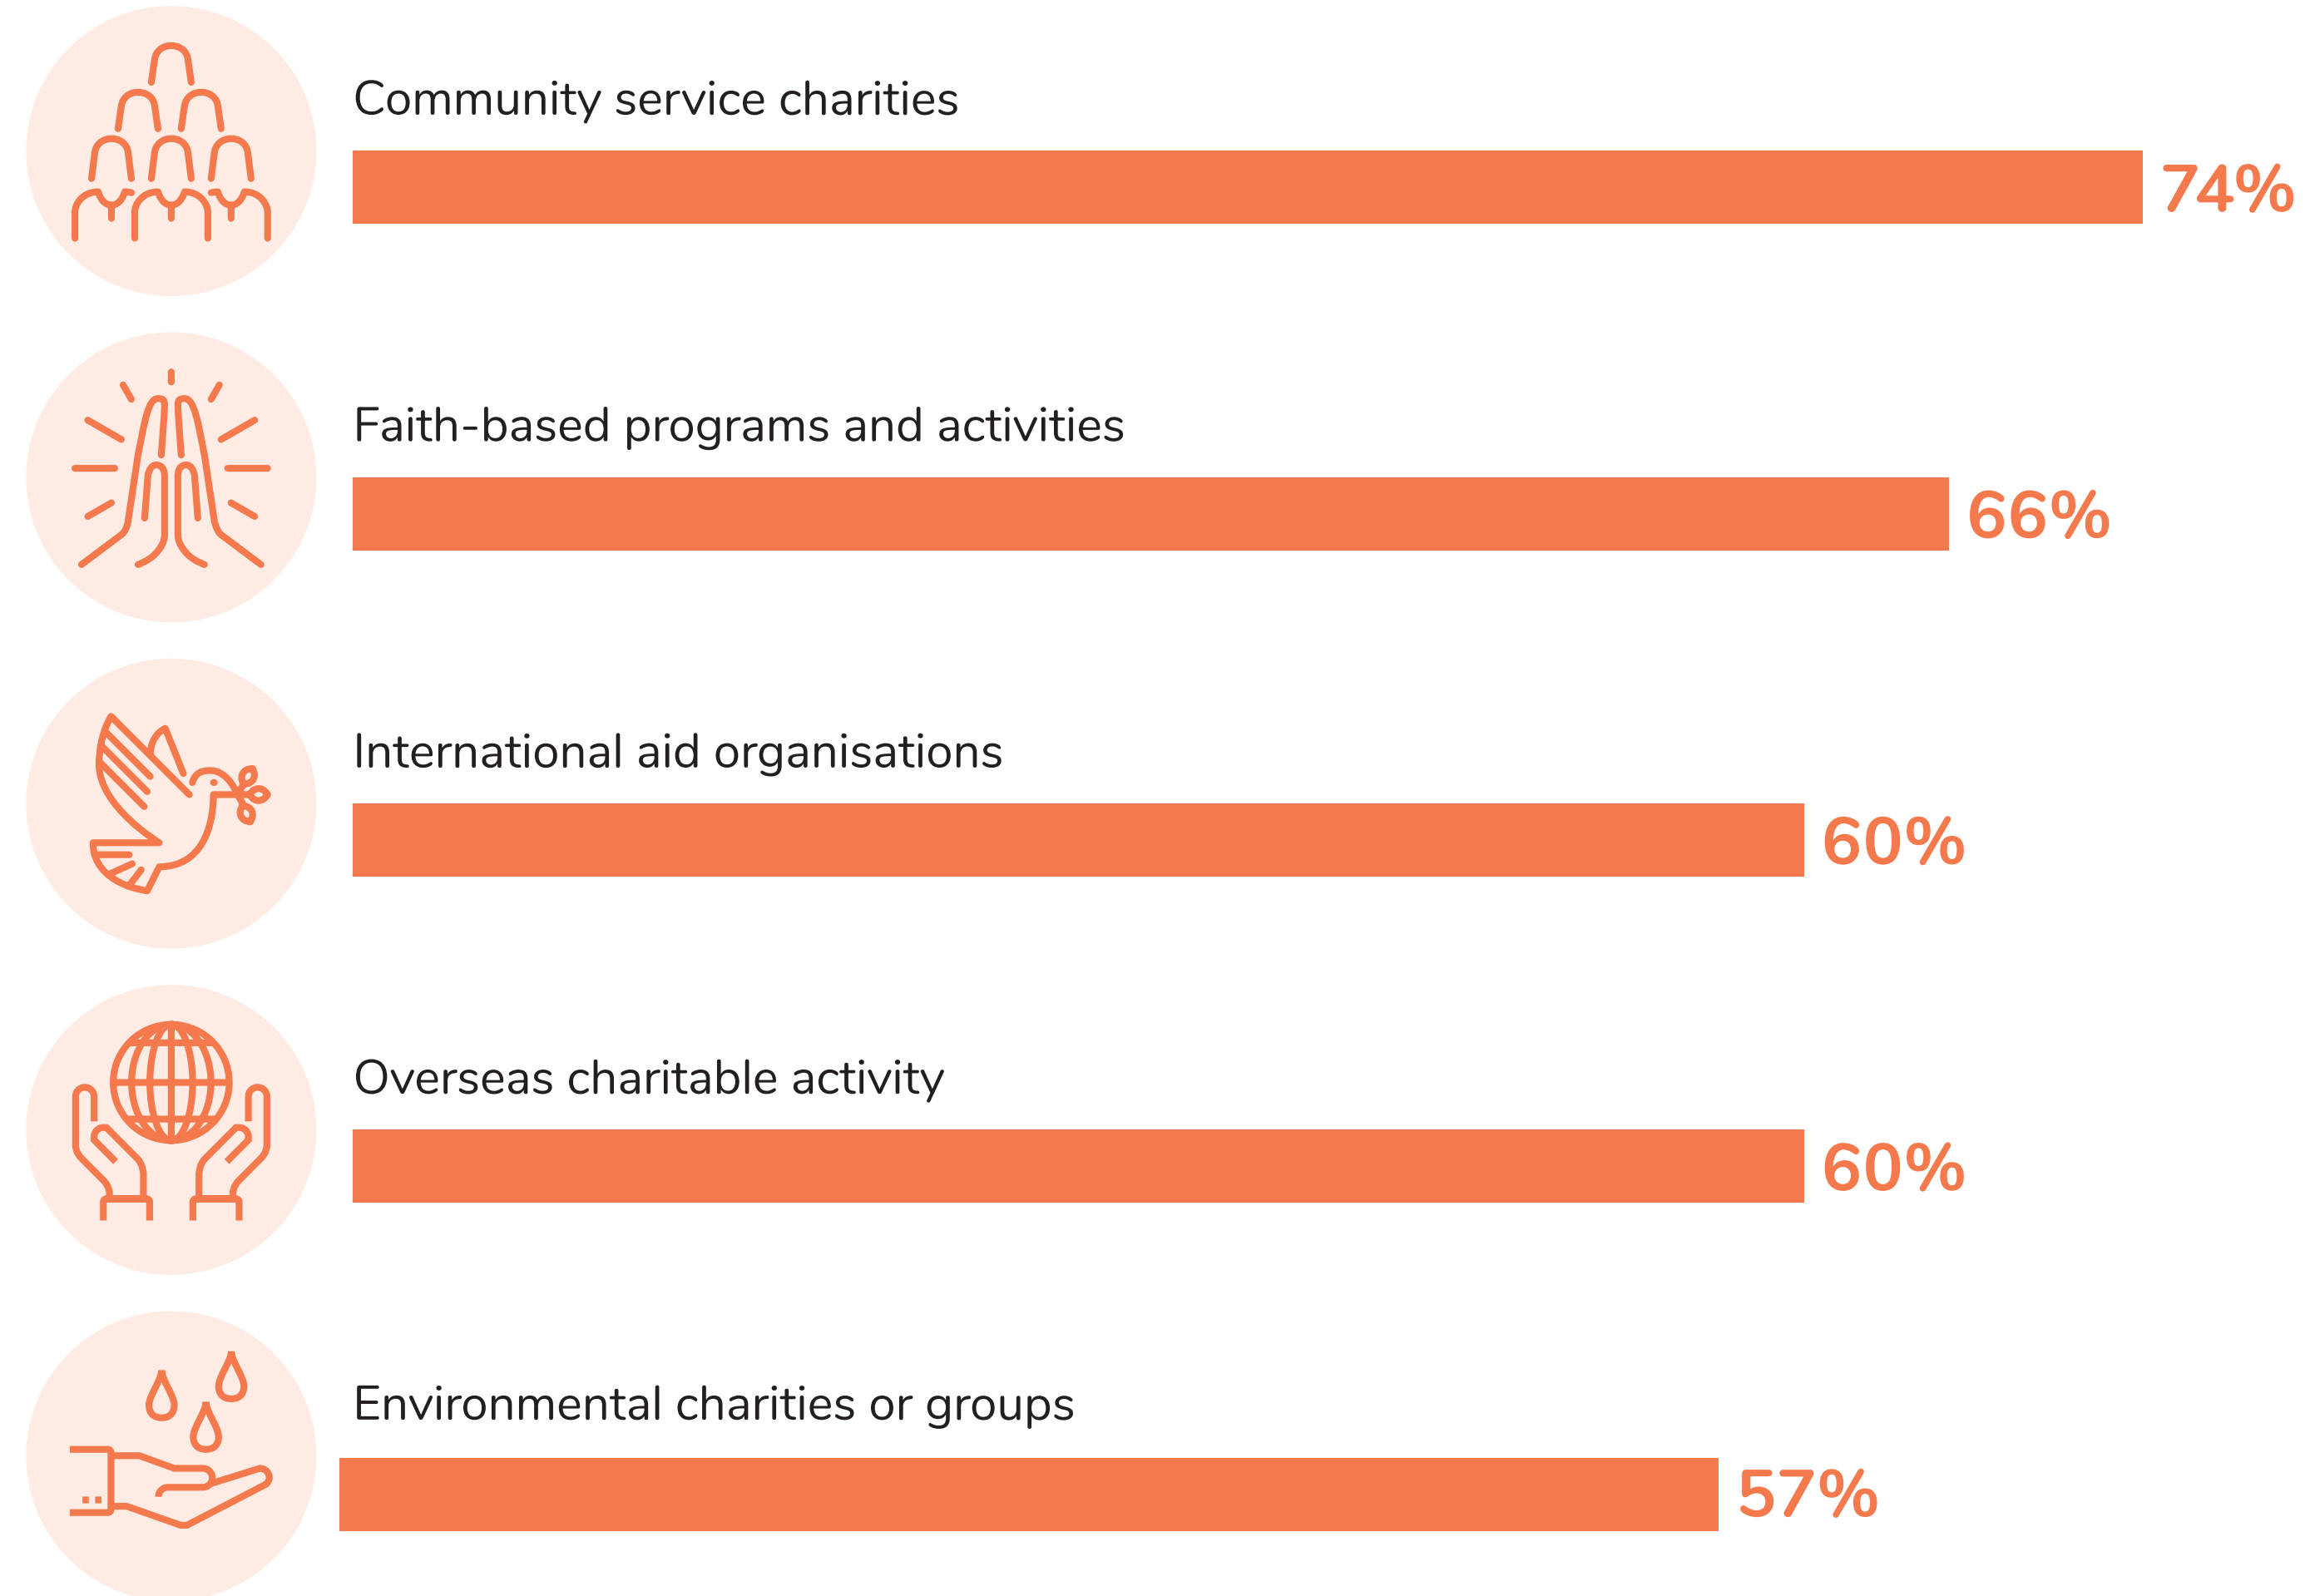 Community service charities
74%
Faith-based programs and activities
66%
International aid organisations
60%
Overseas charitable activity
60%
Environmental charities or groups
57%